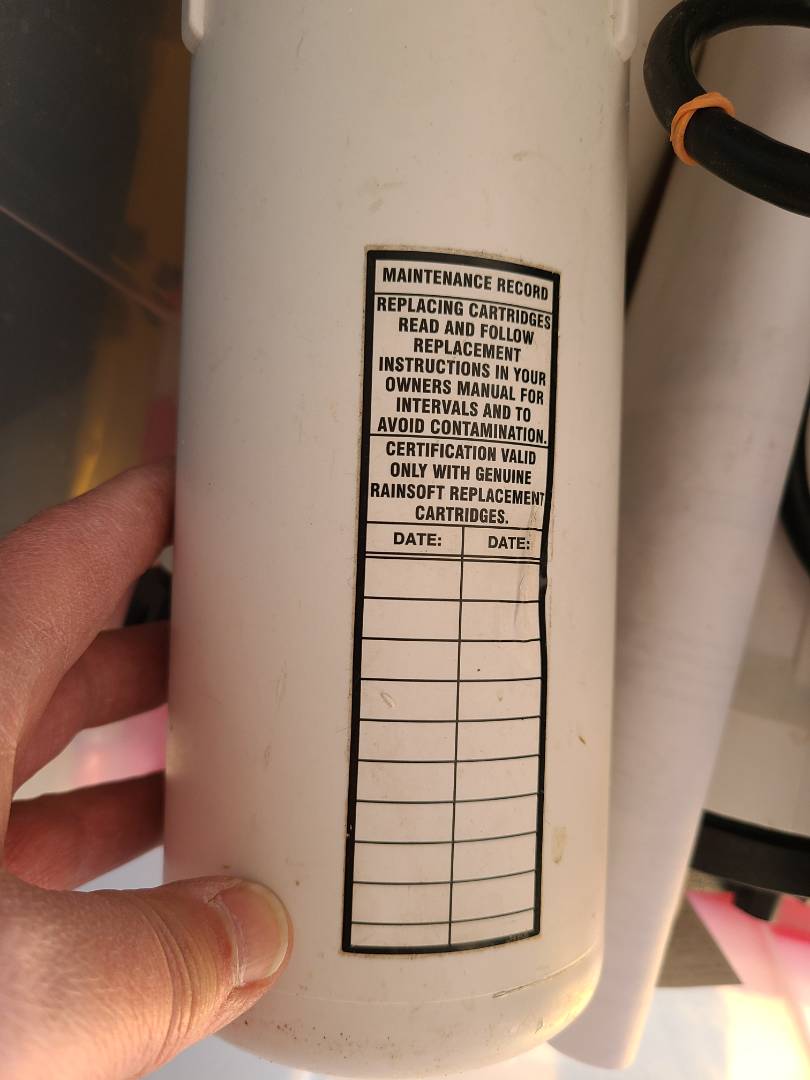 MAINTENANCE RECORD
REPLACING CARTRIDGES
READ AND FOLLOW
REPLACEMENT
INSTRUCTIONS IN YOUR
OWNERS MANUAL FOR
INTERVALS AND TO
AVOID CONTAMINATION.
CERTIFICATION VALID
ONLY WITH GENUINE
RAINSOFT REPLACEMENT
CARTRIDGES.
DATE: DATE: